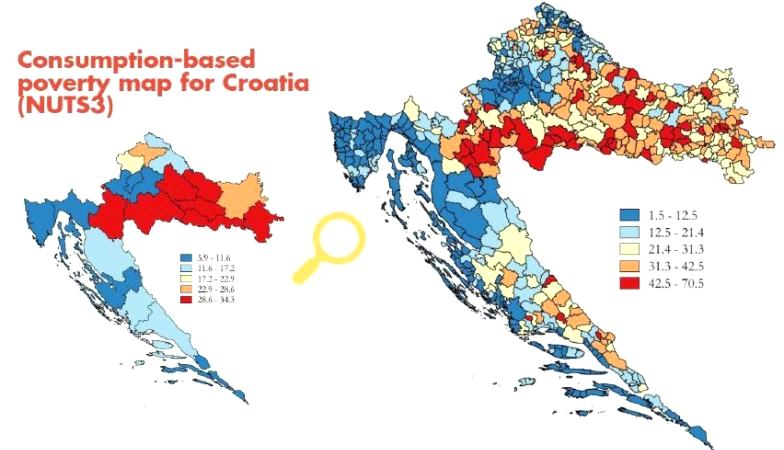 Consumption-based
poverty map for Croatia
(NUTS3)
5.9 - 11.6
11.6 - 17.2
17.2 - 22.9
22.9 - 28.6
28.6 - 34.3
1.5 - 12.5
12.5 - 21.4
21.4 - 31.3
31.3 - 42.5
42.5 - 70.5